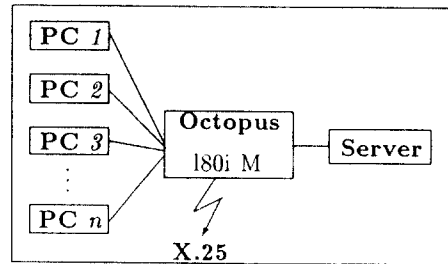 PC 1
PC 2
PC 3
PC n
Octopus
180i M
Server
X.25